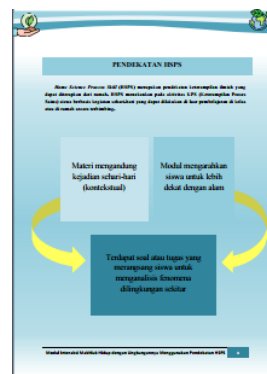 PENDEKATAN HSPS
Home Science Process Skill (HSPS) merupakan pendekatan keterampilan ilmiah yang
dapat diterapkan dari rumah. HSPS menekankan pada aktivitas KPS (Keterampilan Proses
Sains) siswa berbasis kegiatan sehari-hari yang dapat dilakukan di luar pembelajaran di kelas
atau di rumah secara terbimbing.
Materi mengandung
kejadian sehari-hari
(kontekstual)
Modul mengarahkan
siswa untuk lebih
dekat dengan alam
Terdapat soal atau tugas yang
merangsang siswa untuk
menganalisis fenomena
dilingkungan sekitar
Modul Interaksi Makhluk Hidup dengan Lingkungannya Menggunakan Pendekatan HSPS